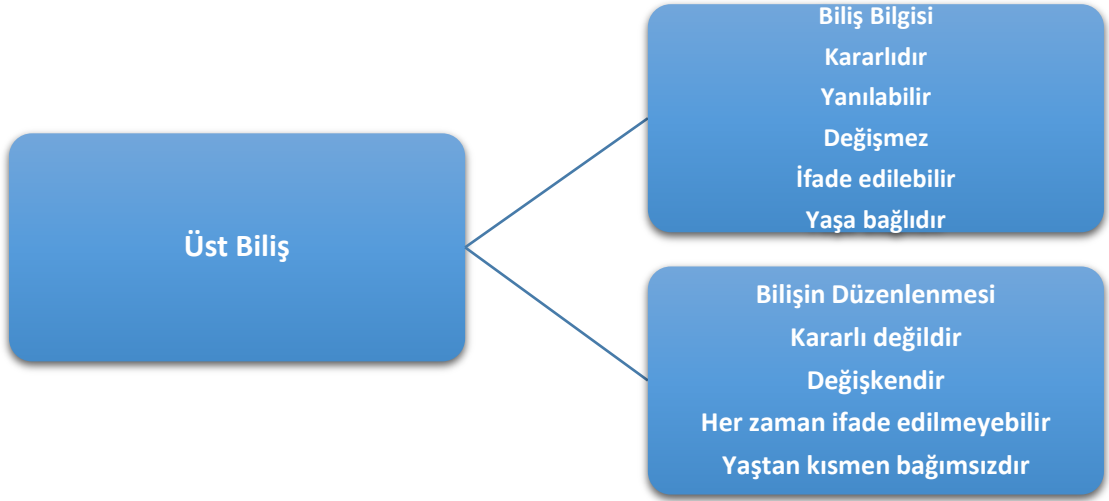 Üst Biliş
Biliş Bilgisi
Kararlıdır
Yanılabilir
Değişmez
İfade edilebilir
Yaşa bağlıdır
Bilişin Düzenlenmesi
Kararlı değildir
Değişkendir
Her zaman ifade edilmeyebilir
Yaştan kısmen bağımsızdır